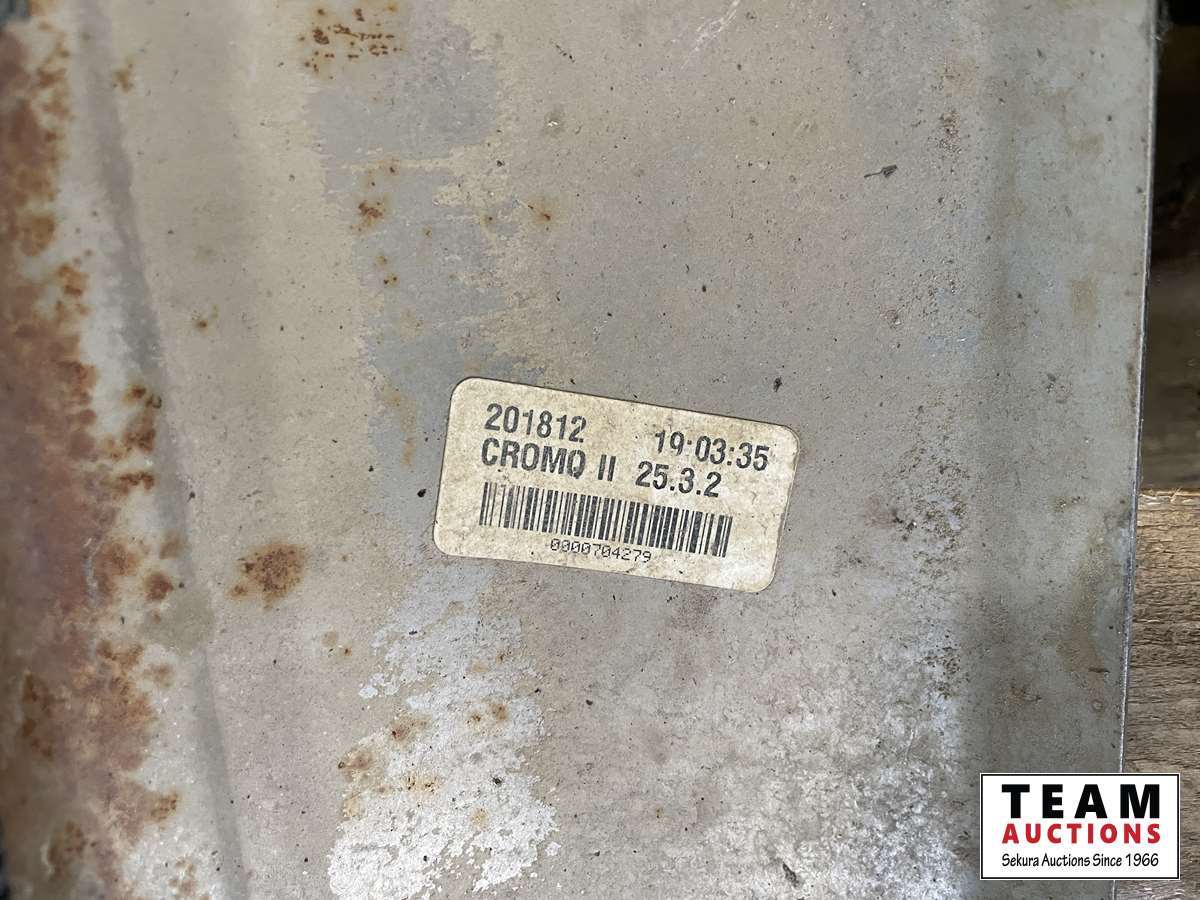 201812 19:03:35
CROMQ II 25.3.2
0000704279
TEAM
AUCTIONS
Sekura Auctions Since 1966